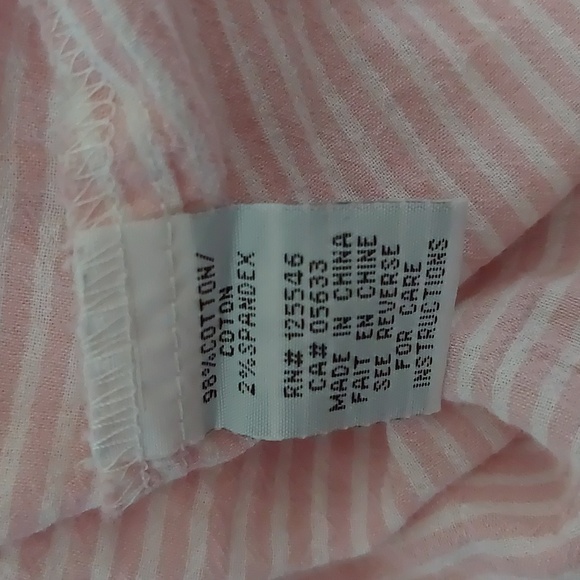 98%COTTON/
COTON
2%SPANDEX
RN# 125546
CA# 05633
MADE IN CHINA
FAIT EN CHINE
SEE REVERSE
FOR CARE
INSTRUCTIONS